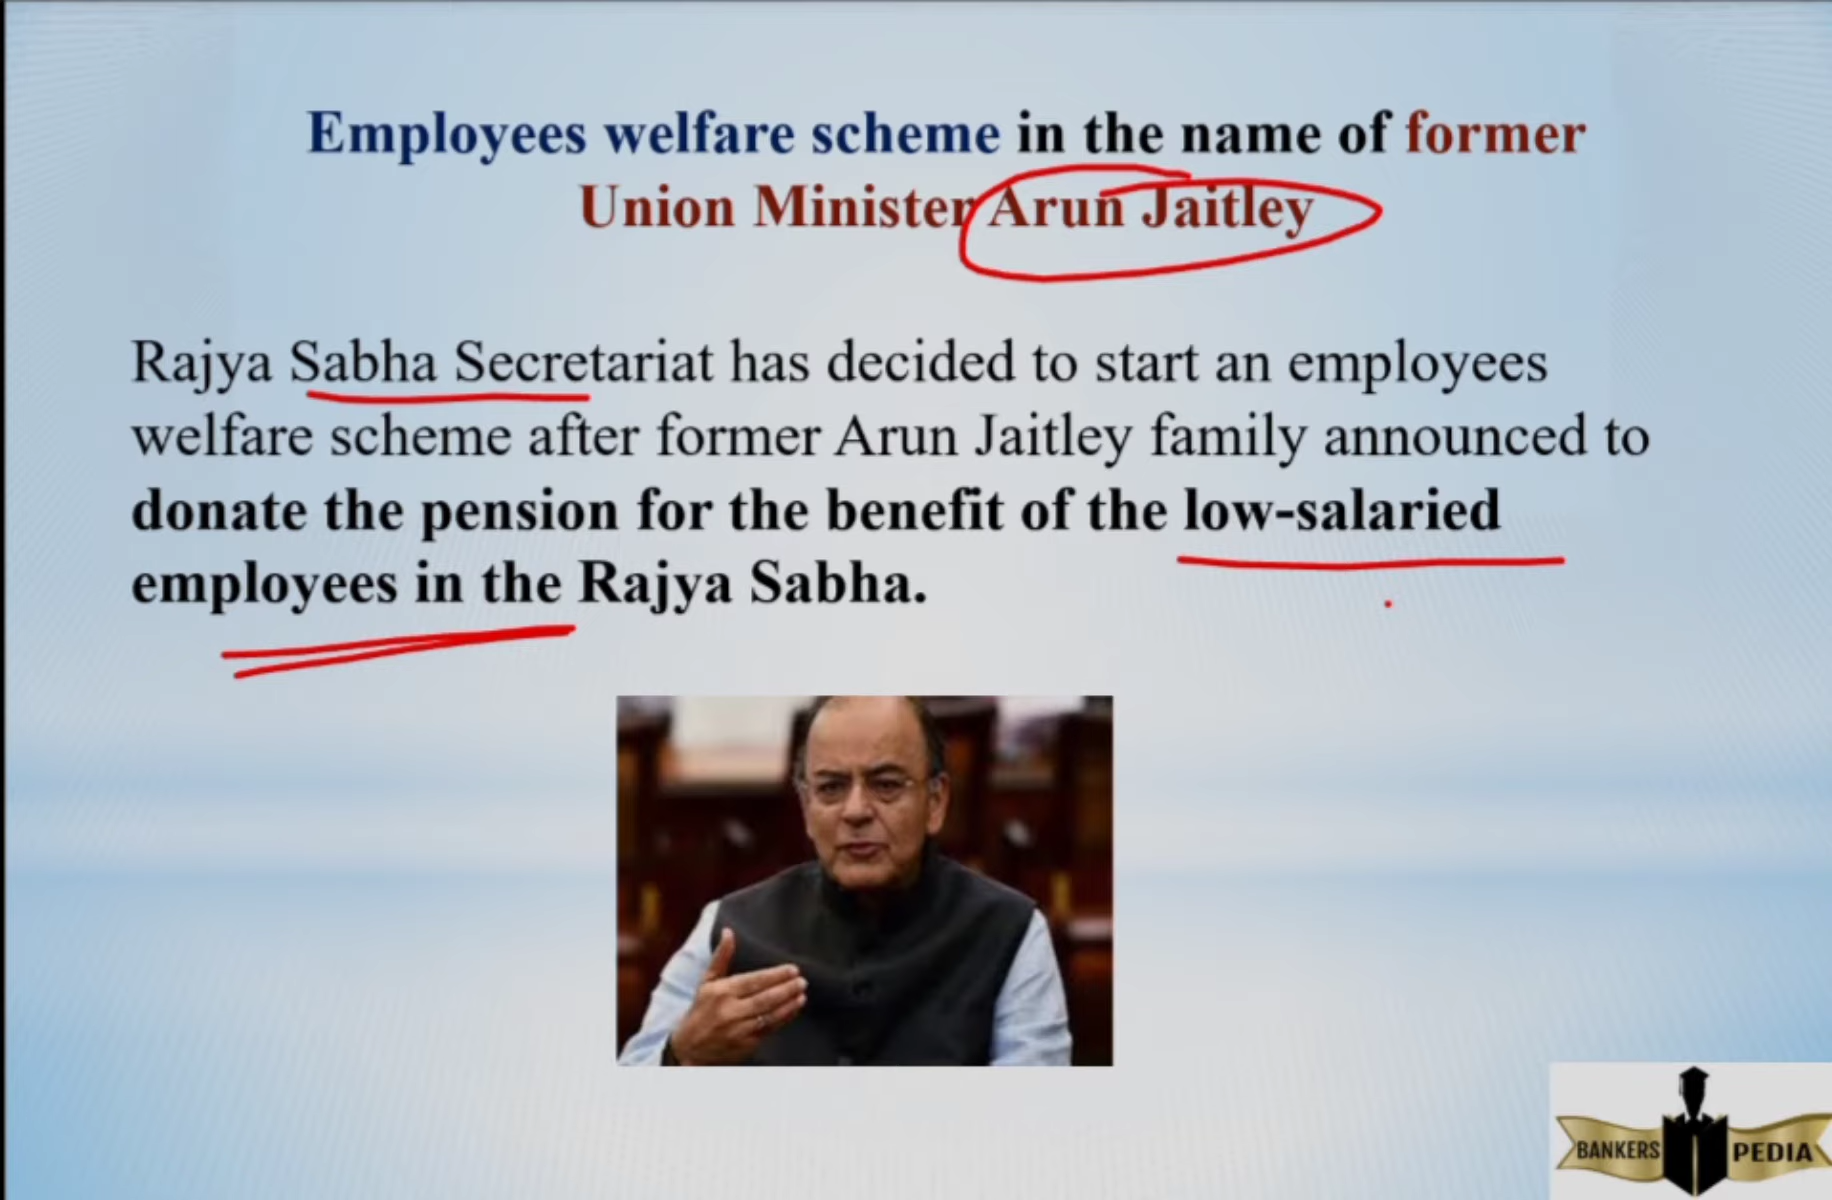 Employees welfare scheme in the name of former
Union Minister Arun Jaitley
Rajya Sabha Secretariat has decided to start an employees
welfare scheme after former Arun Jaitley family announced to
donate the pension for the benefit of the low-salaried
employees in the Rajya Sabha.
BANKERS PEDIA